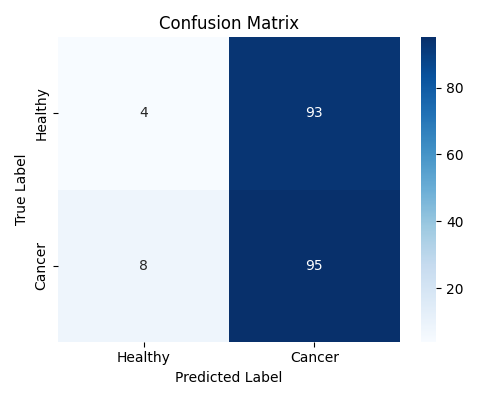 Confusion Matrix
True Label
Healthy
4
93
Cancer
8
95
Healthy
Cancer
Predicted Label
80
60
40
20